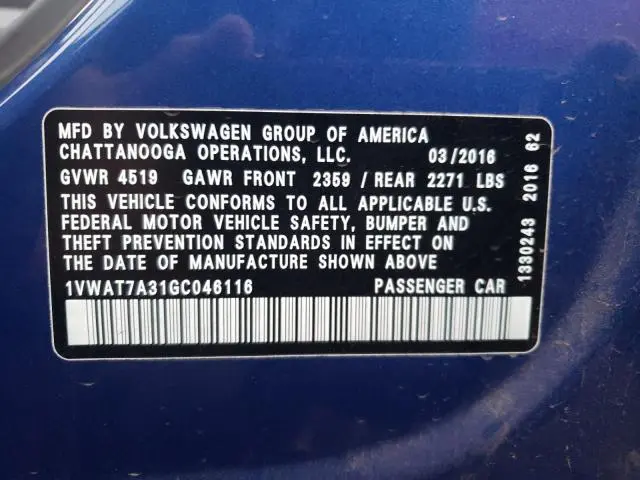 MFD BY VOLKSWAGEN GROUP OF AMERICA
CHATTANOOGA OPERATIONS, LLC. 03/2016
GVWR 4519 GAWR FRONT 2359 / REAR 2271 LBS
THIS VEHICLE CONFORMS TO ALL APPLICABLE U.S.
FEDERAL MOTOR VEHICLE SAFETY, BUMPER AND
THEFT PREVENTION STANDARDS IN EFFECT ON
THE DATE OF MANUFACTURE SHOWN ABOVE
1VWAT7A31GC046116 PASSENGER CAR
1330243 2016 62